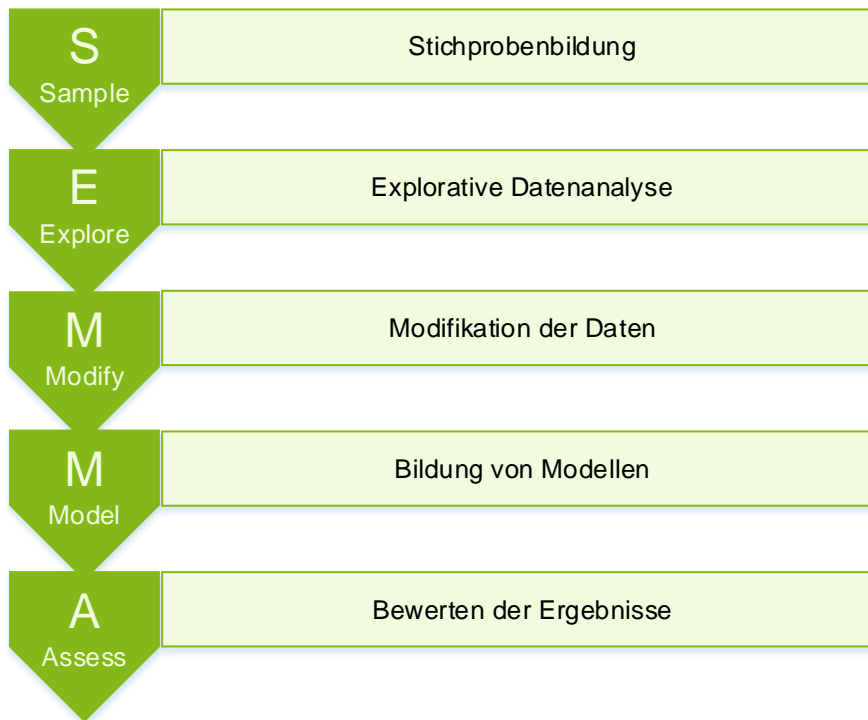 S
Sample
Stichprobenbildung
E
Explore
Explorative Datenanalyse
M
Modify
Modifikation der Daten
M
Model
Bildung von Modellen
A
Assess
Bewerten der Ergebnisse